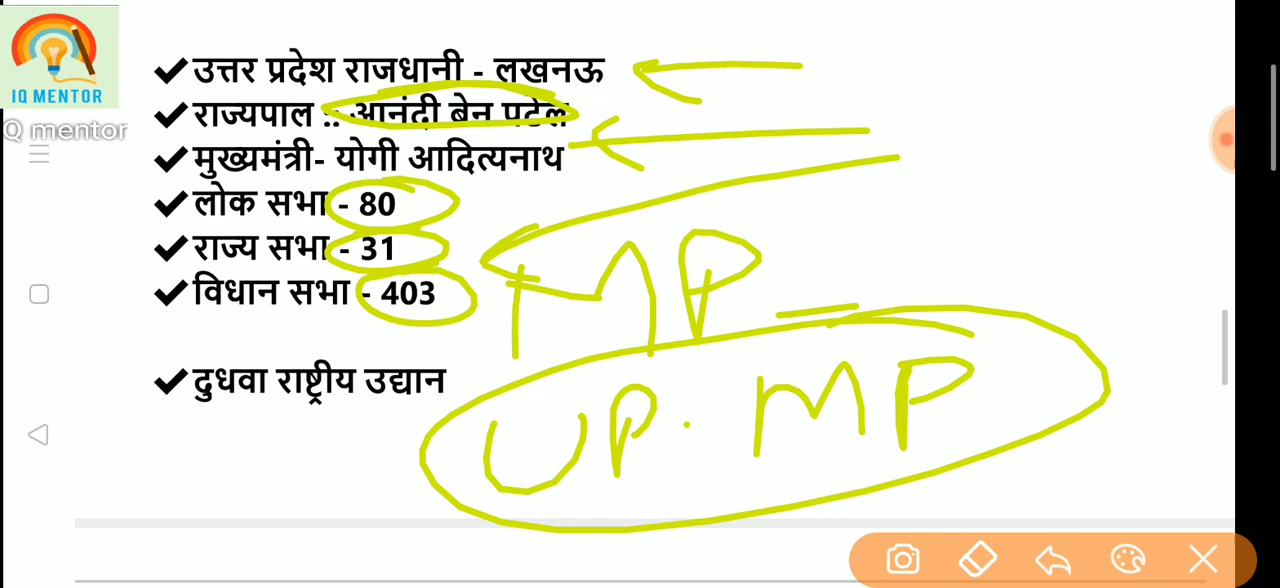 IQ MENTOR
Q mentor
✔उत्तर प्रदेश राजधानी - लखनऊ
✔राज्यपाल :: आनंदी बेन पटेल
✔मुख्यमंत्री- योगी आदित्यनाथ
✔लोक सभा - 80
✔राज्य सभा - 31
✔विधान सभा - 403
MP
✔दुधवा राष्ट्रीय उद्यान
UP. MP